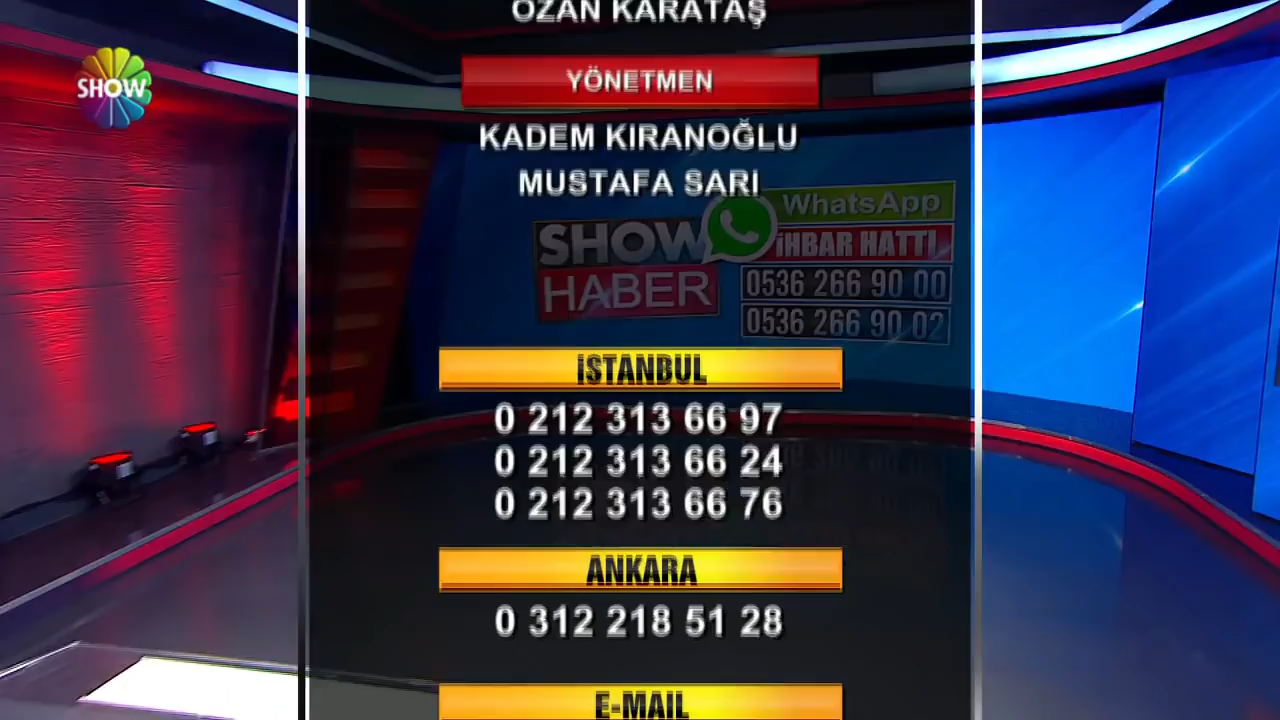 OZAN KARATAŞ
SHOW
YÖNETMEN
KADEM KIRANOĞLU
MUSTAFA SARI
WhatsApp
SHOW
HABER
İHBAR HATTI
0536 266 90 00
0536 266 90 02
İSTANBUL
0 212 313 66 97
0 212 313 66 24
0 212 313 66 76
ANKARA
0 312 218 51 28
E-MAIL